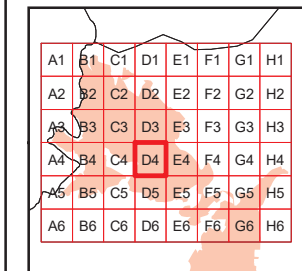 A1 B1 C1 D1 E1 F1 G1 H1
A2 B2 C2 D2 E2 F2 G2 H2
A3 B3 C3 D3 E3 F3 G3 H3
A4 B4 C4 D4 E4 F4 G4 H4
A5 B5 C5 D5 E5 F5 G5 H5
A6 B6 C6 D6 E6 F6 G6 H6